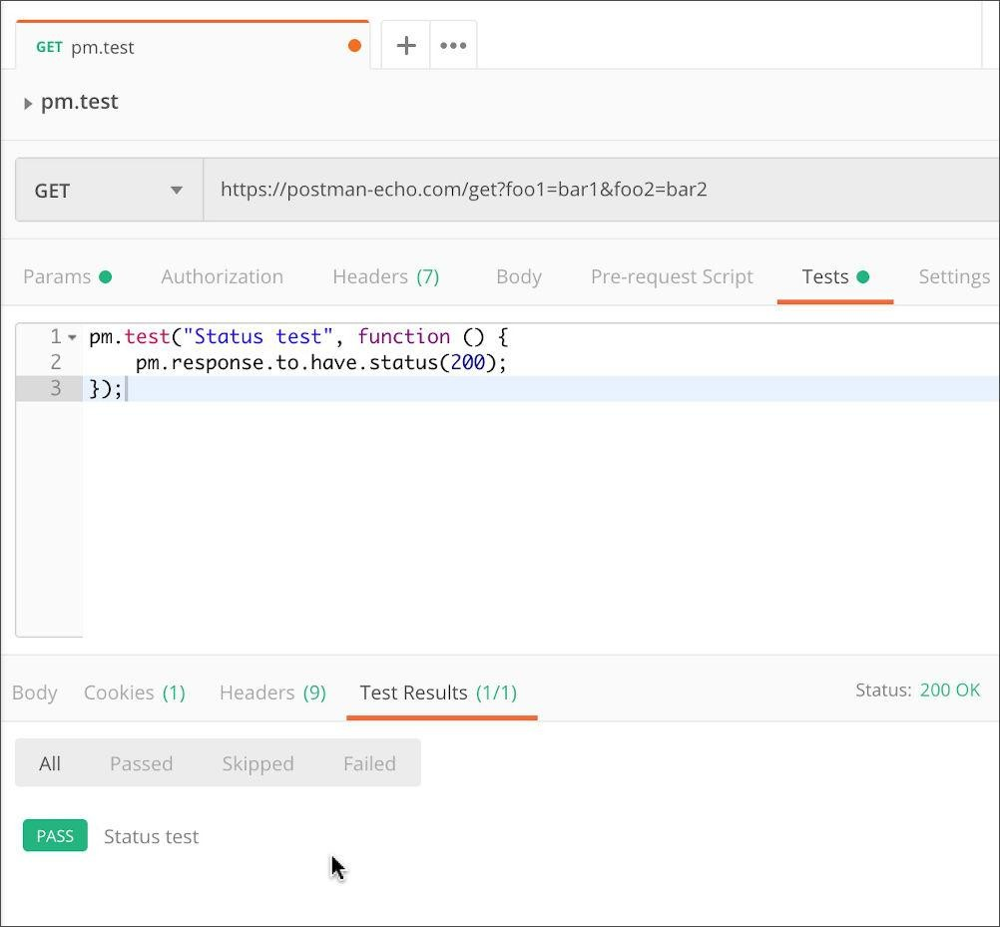 GET pm.test
pm.test
GET https://postman-echo.com/get?foo1=bar1&foo2=bar2
Params Authorization Headers (7) Body Pre-request Script Tests Settings
1 pm.test("Status test", function () {
2 pm.response.to.have.status(200);
3 });
Body Cookies (1) Headers (9) Test Results (1/1) Status: 200 OK
All Passed Skipped Failed
PASS Status test